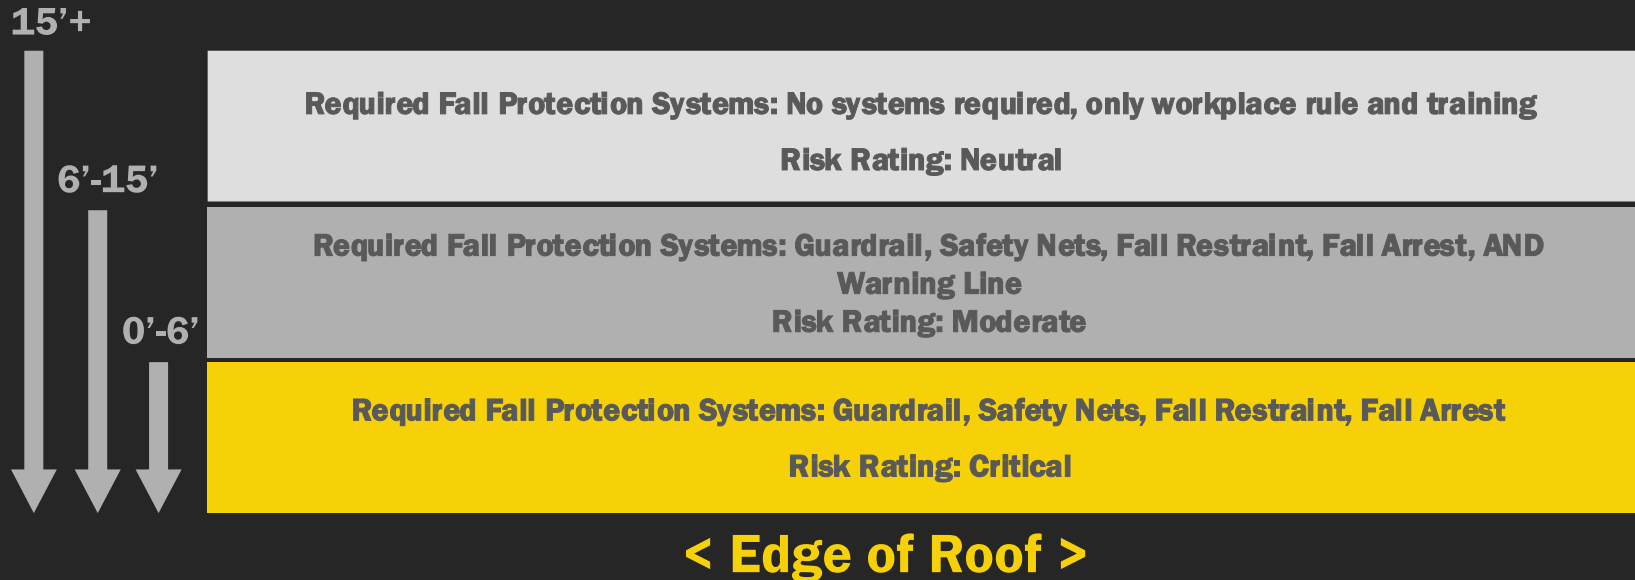 15’+
Required Fall Protection Systems: No systems required, only workplace rule and training
Risk Rating: Neutral
6’-15’
Required Fall Protection Systems: Guardrail, Safety Nets, Fall Restraint, Fall Arrest, AND
Warning Line
Risk Rating: Moderate
0’-6’
Required Fall Protection Systems: Guardrail, Safety Nets, Fall Restraint, Fall Arrest
Risk Rating: Critical
< Edge of Roof >